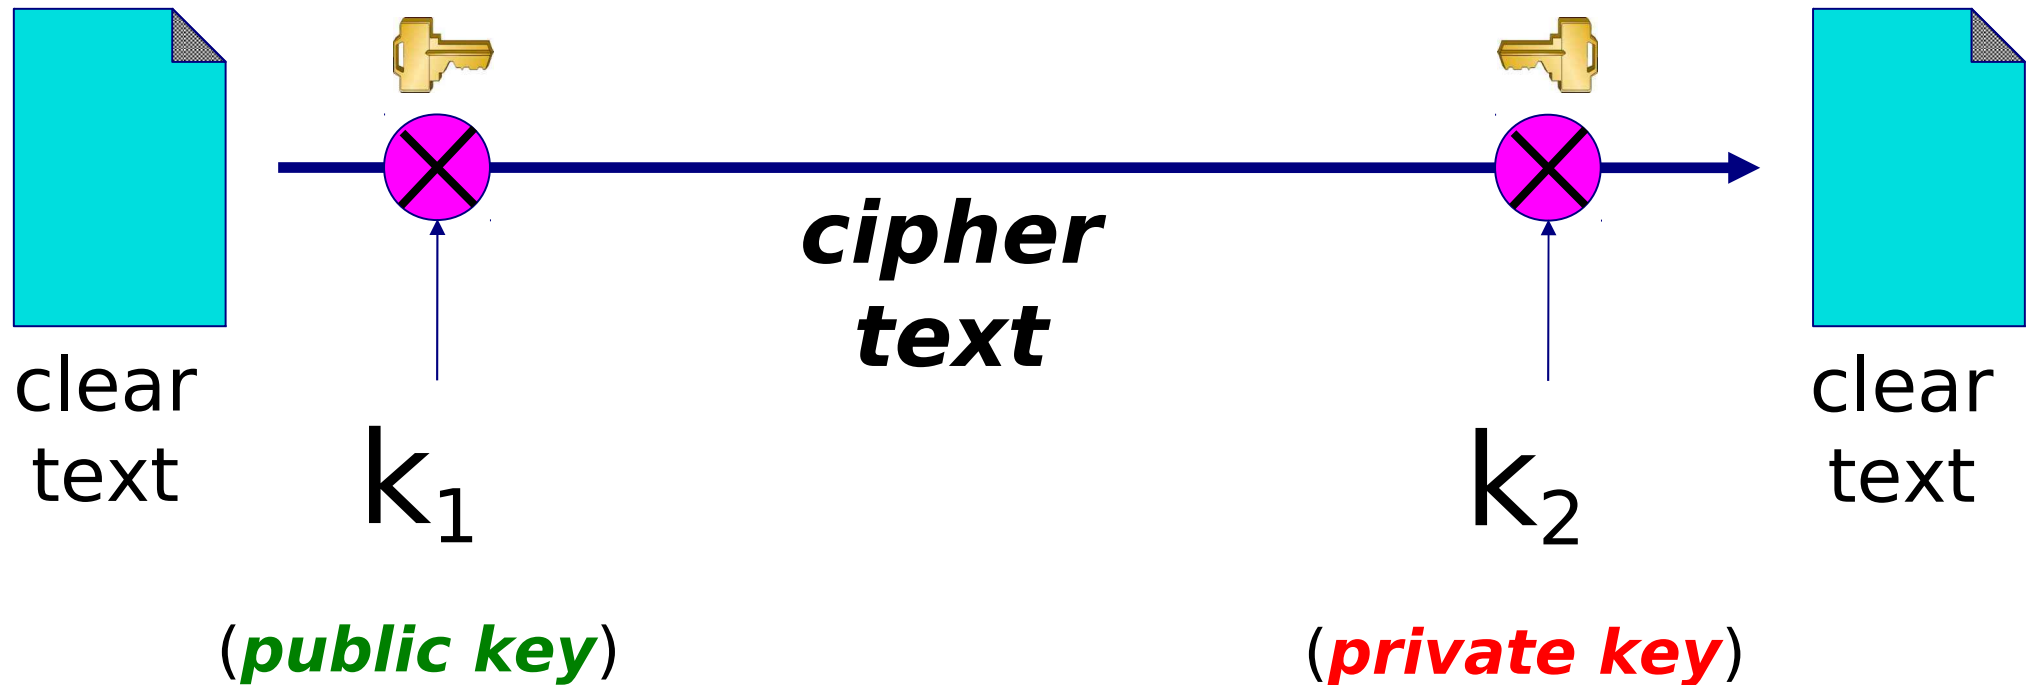 clear
text
k1
(public key)
cipher
text
k2
(private key)
clear
text